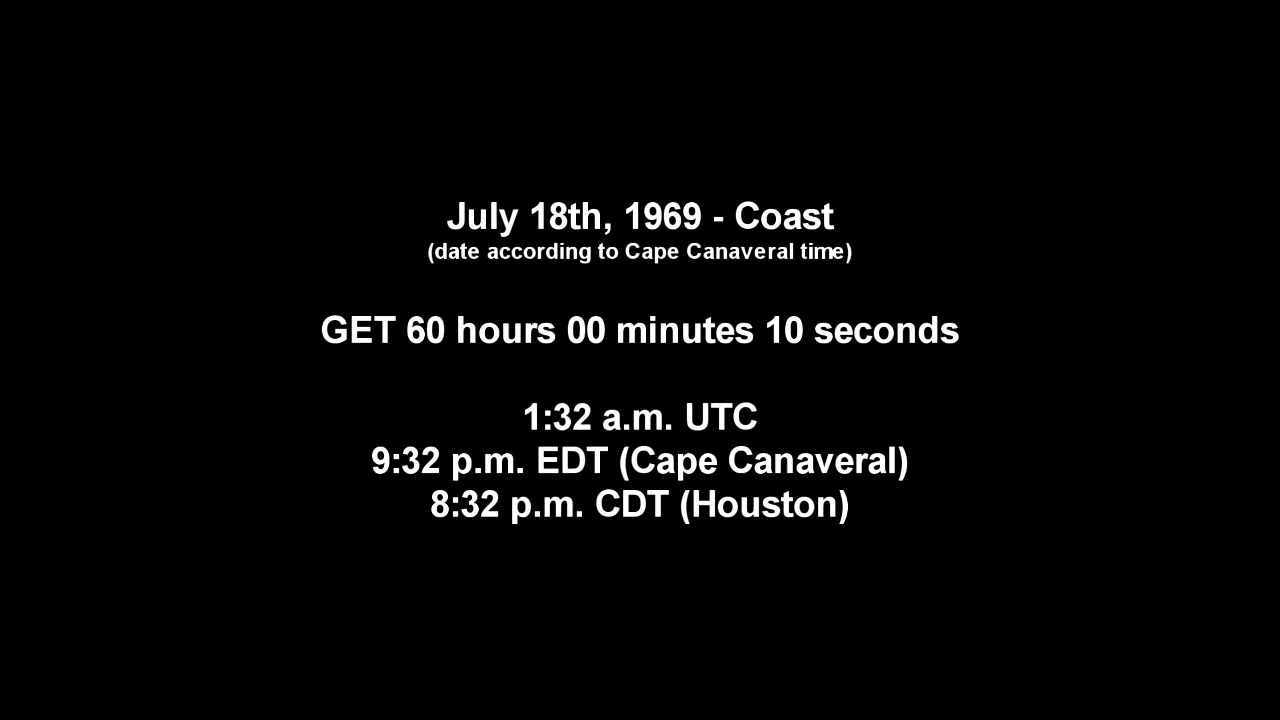 July 18th, 1969 - Coast
(date according to Cape Canaveral time)
GET 60 hours 00 minutes 10 seconds
1:32 a.m. UTC
9:32 p.m. EDT (Cape Canaveral)
8:32 p.m. CDT (Houston)